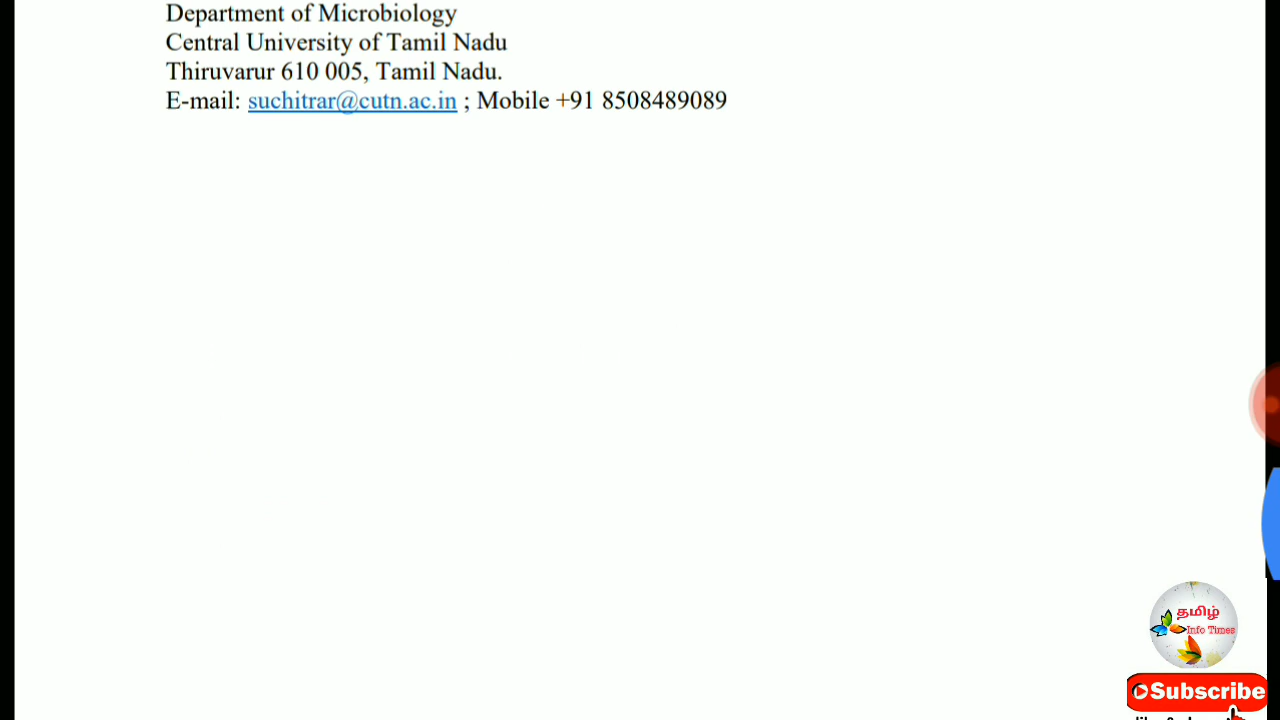 Department of Microbiology
Central University of Tamil Nadu
Thiruvarur 610 005, Tamil Nadu.
E-mail: suchitrar@cutn.ac.in ; Mobile +91 8508489089
தமிழ்
Info Times
Subscribe